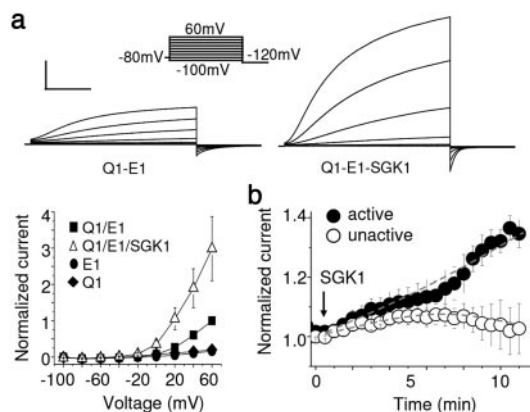 a
60mV
-80mV
-120mV
-100mV
Q1-E1
Q1-E1-SGK1
Normalized current
4
3
2
1
0
Q1/E1
Q1/E1/SGK1
E1
Q1
-100
-60
-20
20
60
Voltage (mV)
b
Normalized current
1.4
1.2
1.0
active
unactive
SGK1
0
5
10
Time (min)